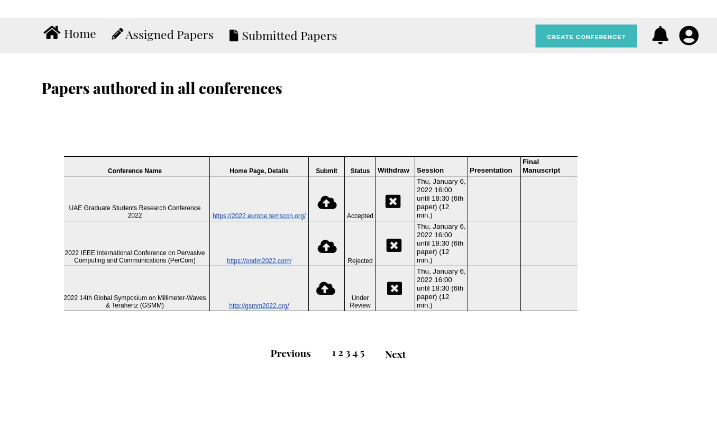 Home
Assigned Papers
Submitted Papers
CREATE CONFERENCE?
Papers authored in all conferences
Conference Name
Home Page, Details
Submit
Status
Withdraw
Session
Presentation
Final
Manuscript
UAE Graduate Students Research Conference
2022
https://2022.europe.temscon.org/
Accepted
Thu, January 6,
2022 16:00
until 18:30 (6th
paper) (12
min.)
2022 IEEE International Conference on Pervasive
Computing and Communications (PerCom)
https://ondm2022.com/
Rejected
Thu, January 6,
2022 16:00
until 18:30 (6th
paper) (12
min.)
2022 14th Global Symposium on Millimeter-Waves
& Terahertz (GSMM)
http://gsmm2022.org/
Under
Review
Thu, January 6,
2022 16:00
until 18:30 (6th
paper) (12
min.)
Previous
1 2 3 4 5
Next